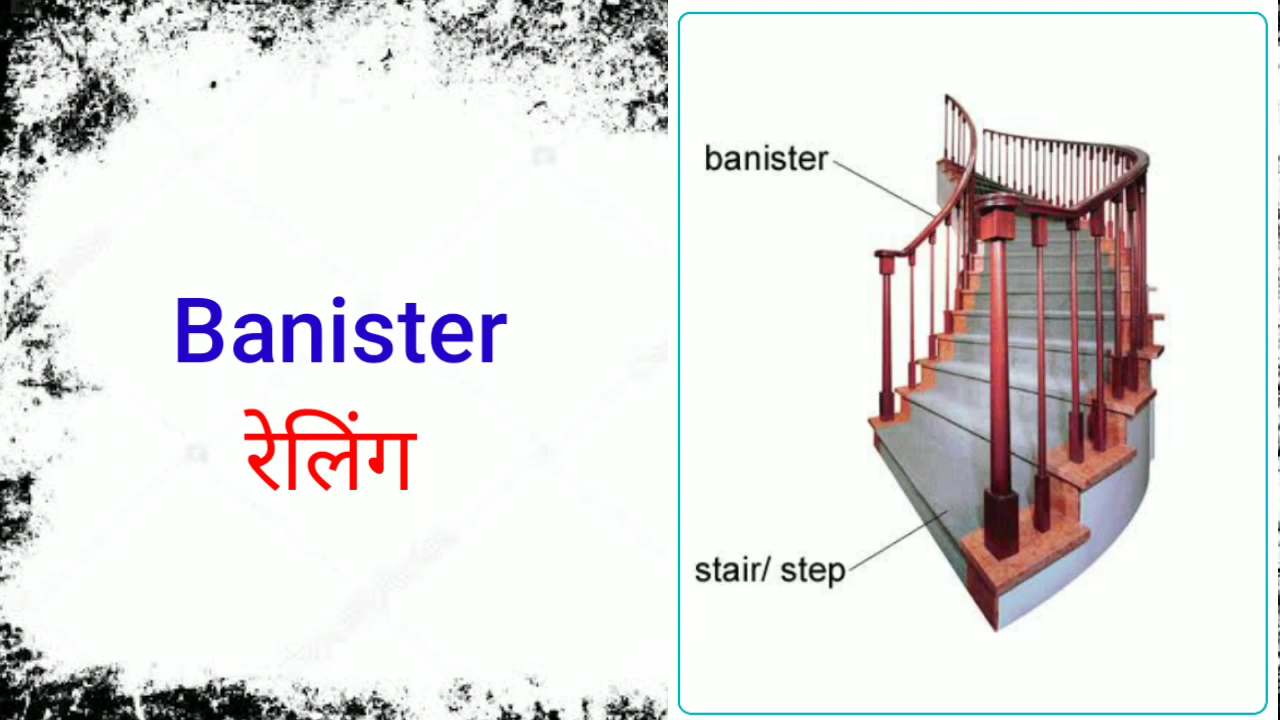 Banister
रेलिंग
banister
stair/ step